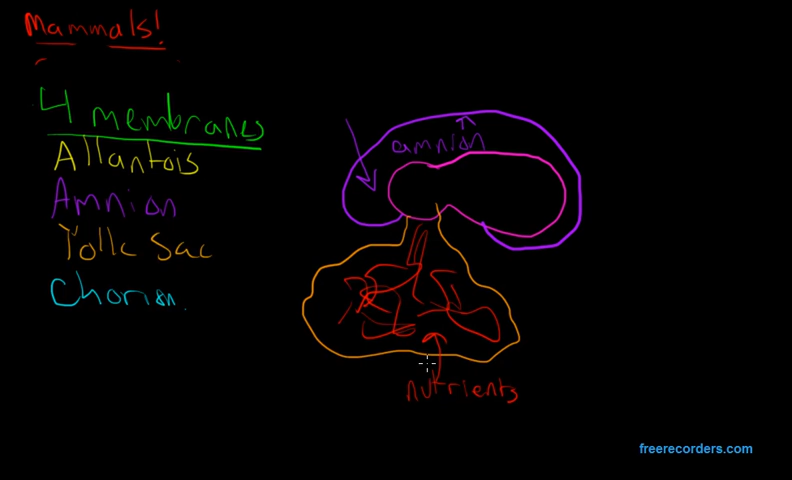 Mammals!
4 membranes
Allantois
Amnion
Yolk Sac
Chorion.
amnion
nutrients
freerecorders.com